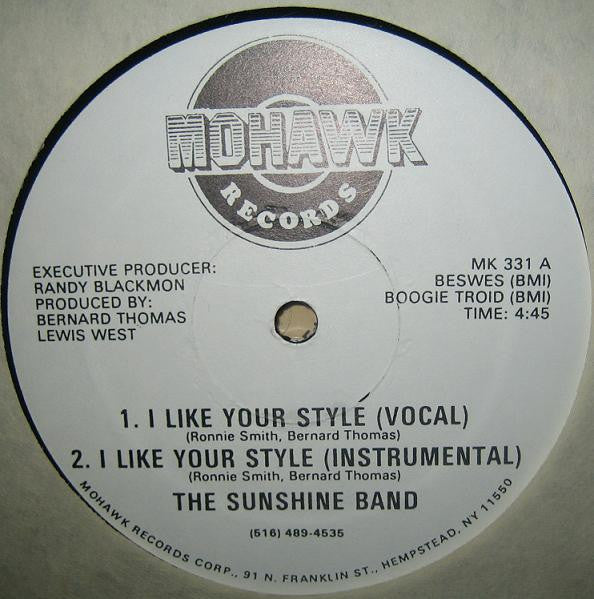 MOHAWK
RECORDS
EXECUTIVE PRODUCER:
RANDY BLACKMON
PRODUCED BY:
BERNARD THOMAS
LEWIS WEST
MK 331 A
BESWES (BMI)
BOOGIE TROID (BMI)
TIME: 4:45
1. I LIKE YOUR STYLE (VOCAL)
(Ronnie Smith, Bernard Thomas)
2. I LIKE YOUR STYLE (INSTRUMENTAL)
(Ronnie Smith, Bernard Thomas)
THE SUNSHINE BAND
(516) 489-4535
MOHAWK RECORDS CORP., 91 N. FRANKLIN ST., HEMPSTEAD, NY 11550